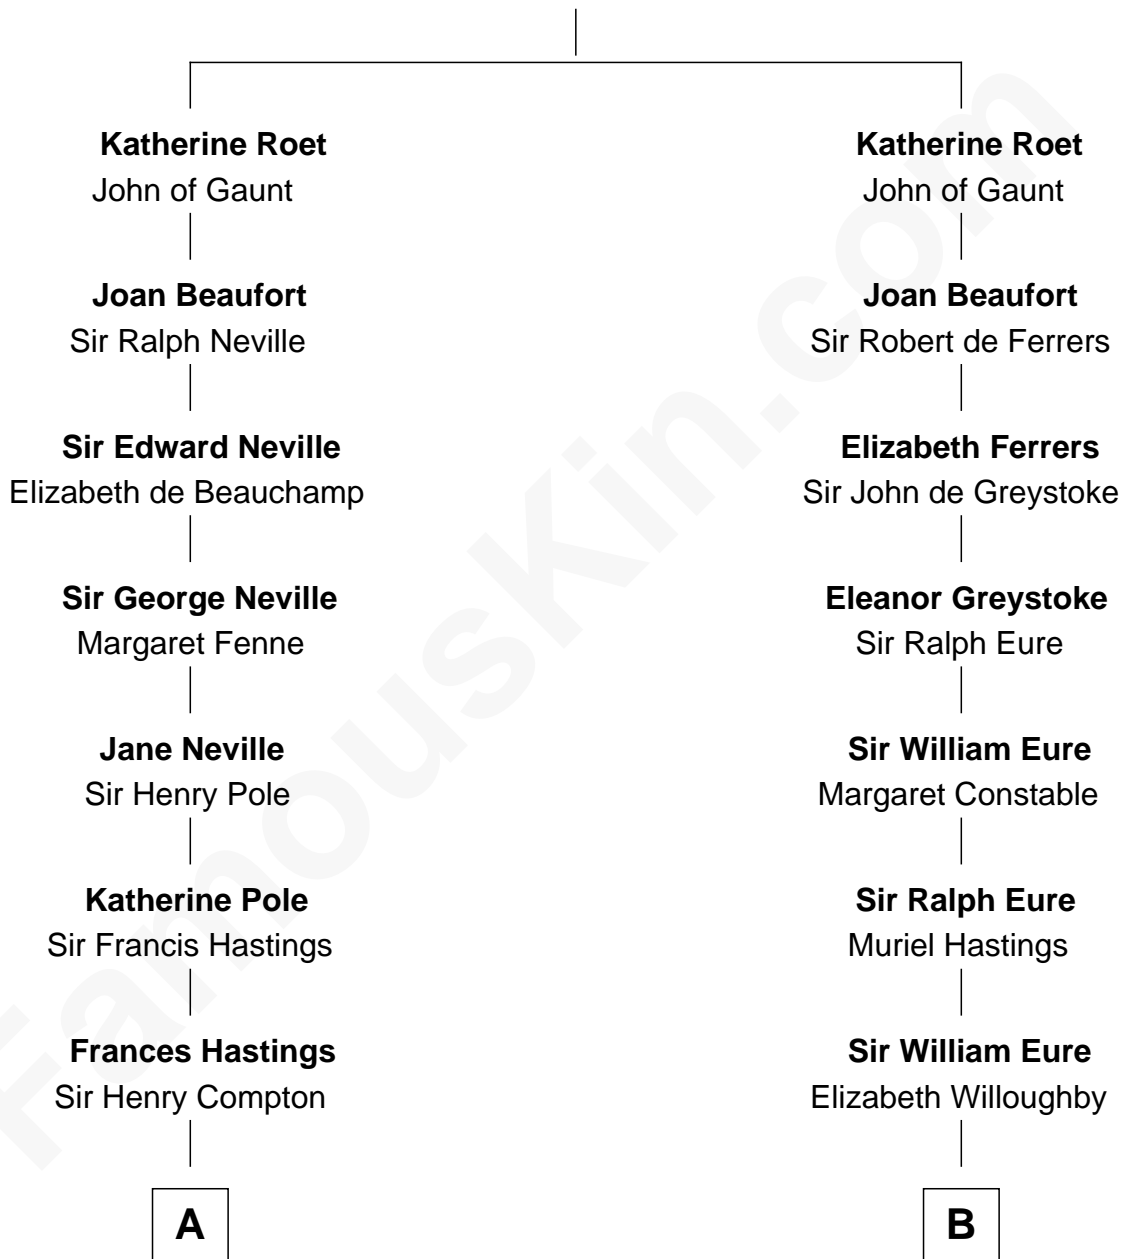 Katherine Roet
John of Gaunt
Joan Beaufort
Sir Ralph Neville
Sir Edward Neville
Elizabeth de Beauchamp
Sir George Neville
Margaret Fenne
Jane Neville
Sir Henry Pole
Katherine Pole
Sir Francis Hastings
Frances Hastings
Sir Henry Compton
A
Katherine Roet
John of Gaunt
Joan Beaufort
Sir Robert de Ferrers
Elizabeth Ferrers
Sir John de Greystoke
Eleanor Greystoke
Sir Ralph Eure
Sir William Eure
Margaret Constable
Sir Ralph Eure
Muriel Hastings
Sir William Eure
Elizabeth Willoughby
B
FamousKin.com